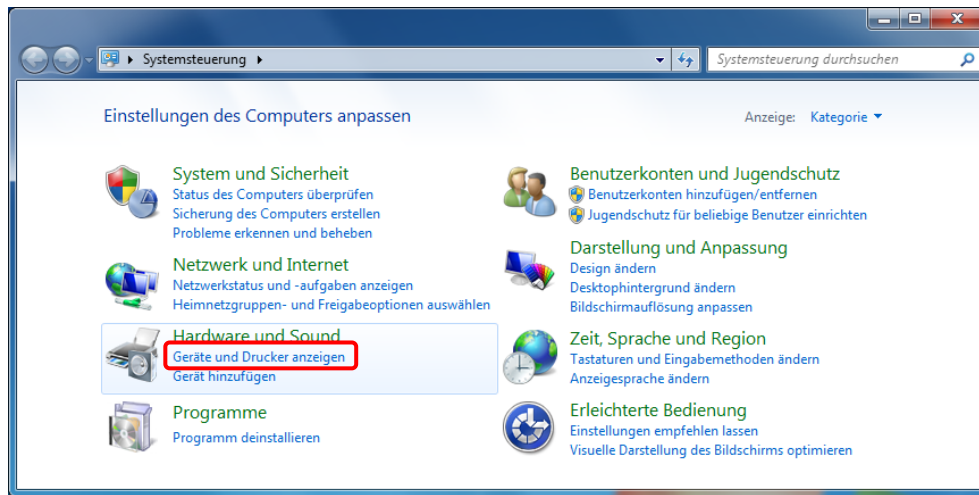 Systemsteuerung
Systemsteuerung durchsuchen
Einstellungen des Computers anpassen
Anzeige: Kategorie
System und Sicherheit
Status des Computers überprüfen
Sicherung des Computers erstellen
Probleme erkennen und beheben
Netzwerk und Internet
Netzwerkstatus und -aufgaben anzeigen
Heimnetzgruppen- und Freigabeoptionen auswählen
Hardware und Sound
Geräte und Drucker anzeigen
Gerät hinzufügen
Programme
Programm deinstallieren
Benutzerkonten und Jugendschutz
Benutzerkonten hinzufügen/entfernen
Jugendschutz für beliebige Benutzer einrichten
Darstellung und Anpassung
Design ändern
Desktophintergrund ändern
Bildschirmauflösung anpassen
Zeit, Sprache und Region
Tastaturen und Eingabemethoden ändern
Anzeigesprache ändern
Erleichterte Bedienung
Einstellungen empfehlen lassen
Visuelle Darstellung des Bildschirms optimieren